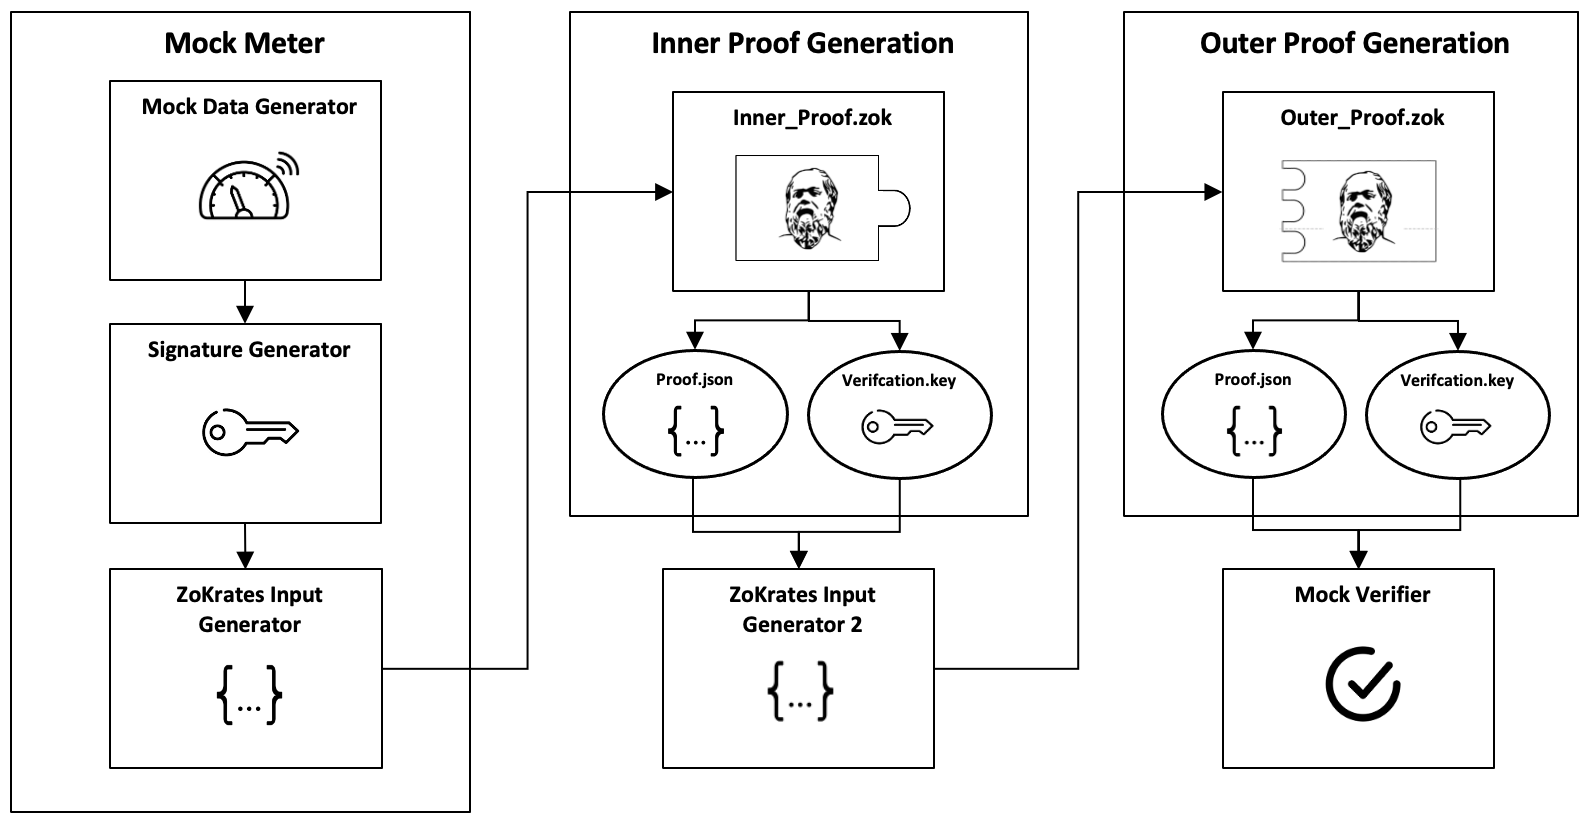 Mock Meter
Mock Data Generator
Signature Generator
ZoKrates Input
Generator
{...}
Inner Proof Generation
Inner_Proof.zok
Proof.json
{...}
Verifcation.key
ZoKrates Input
Generator 2
{...}
Outer Proof Generation
Outer_Proof.zok
Proof.json
{...}
Verifcation.key
Mock Verifier